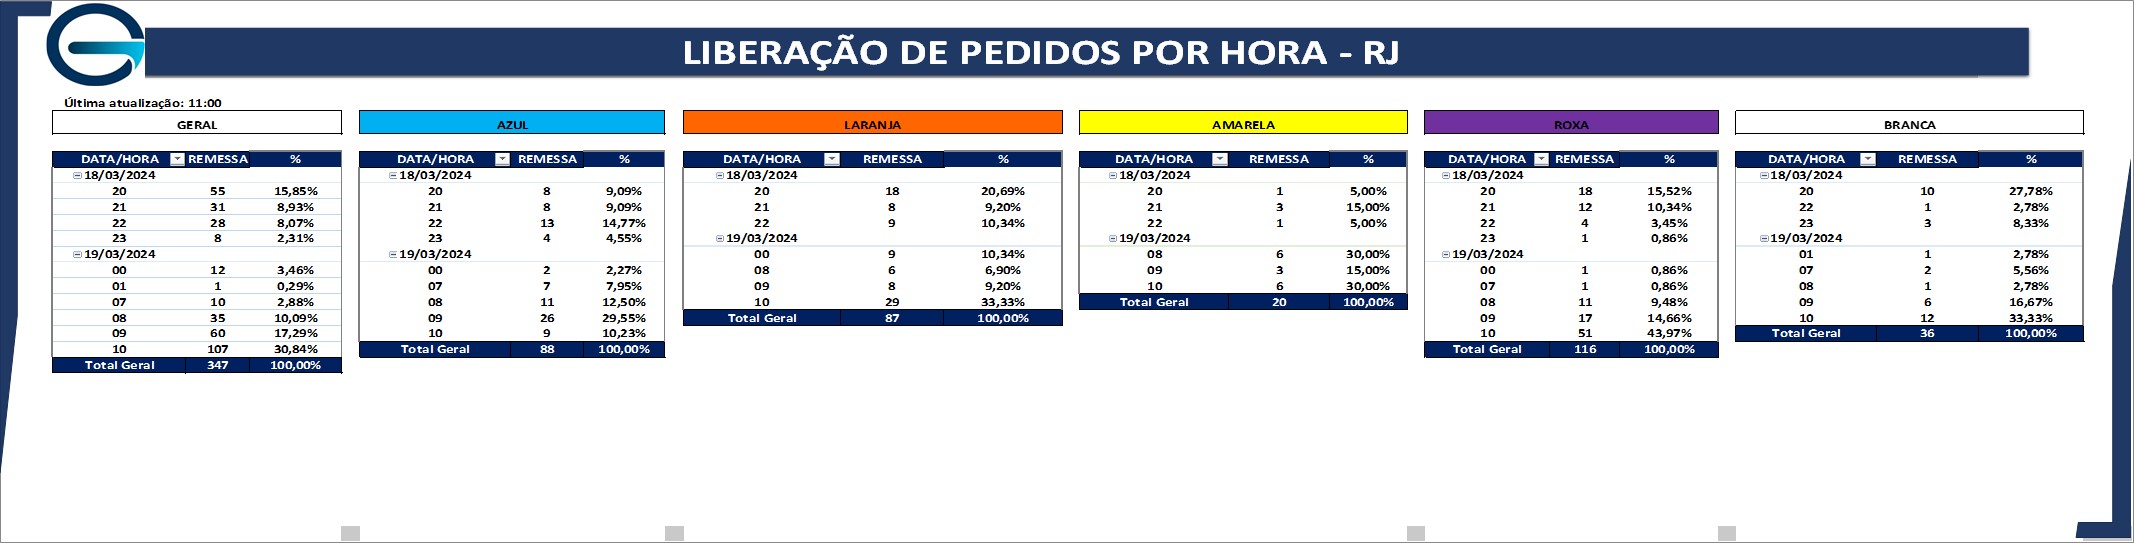 LIBERAÇÃO DE PEDIDOS POR HORA - RJ
Última atualização: 11:00
GERAL
DATA/HORA REMESSA %
18/03/2024
20 55 15,85%
21 31 8,93%
22 28 8,07%
23 8 2,31%
19/03/2024
00 12 3,46%
01 1 0,29%
07 10 2,88%
08 35 10,09%
09 60 17,29%
10 107 30,84%
Total Geral 347 100,00%
AZUL
DATA/HORA REMESSA %
18/03/2024
20 8 9,09%
21 8 9,09%
22 13 14,77%
23 4 4,55%
19/03/2024
00 2 2,27%
07 7 7,95%
08 11 12,50%
09 26 29,55%
10 9 10,23%
Total Geral 88 100,00%
LARANJA
DATA/HORA REMESSA %
18/03/2024
20 18 20,69%
21 8 9,20%
22 9 10,34%
19/03/2024
00 9 10,34%
08 6 6,90%
09 8 9,20%
10 29 33,33%
Total Geral 87 100,00%
AMARELA
DATA/HORA REMESSA %
18/03/2024
20 1 5,00%
21 3 15,00%
22 1 5,00%
19/03/2024
08 6 30,00%
09 3 15,00%
10 6 30,00%
Total Geral 20 100,00%
ROXA
DATA/HORA REMESSA %
18/03/2024
20 18 15,52%
21 12 10,34%
22 4 3,45%
23 1 0,86%
19/03/2024
00 1 0,86%
07 1 0,86%
08 11 9,48%
09 17 14,66%
10 51 43,97%
Total Geral 116 100,00%
BRANCA
DATA/HORA REMESSA %
18/03/2024
20 10 27,78%
22 1 2,78%
23 3 8,33%
19/03/2024
01 1 2,78%
07 2 5,56%
08 1 2,78%
09 6 16,67%
10 12 33,33%
Total Geral 36 100,00%